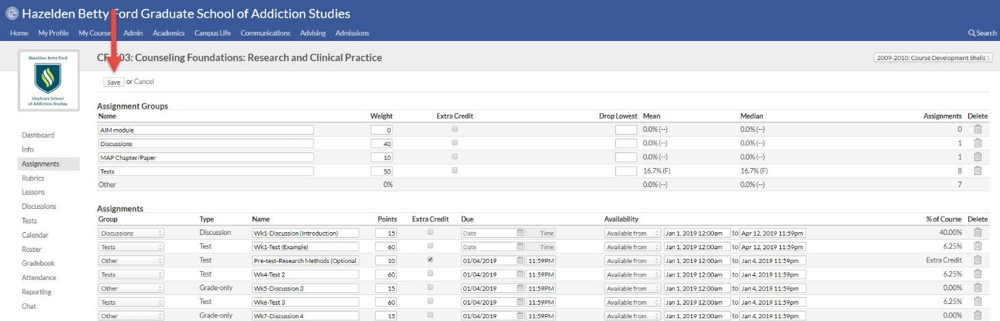 Hazelden Betty Ford Graduate School of Addiction Studies
Home My Profile My Course Admin Academics Campus Life Communications Advising Admissions Search
Hazelden Betty Ford
Graduate School
of Addiction Studies
503: Counseling Foundations: Research and Clinical Practice
2009-2010: Course Development Shells
Save or Cancel
Dashboard
Info
Assignments
Rubrics
Lessons
Discussions
Tests
Calendar
Roster
Gradebook
Attendance
Reporting
Chat
Assignment Groups
Name Weight Extra Credit Drop Lowest Mean Median Assignments Delete
AIM module 0 0.0% (--) 0.0% (--) 0
Discussions 40 0.0% (--) 0.0% (--) 1
MAP Chapter/Paper 10 0.0% (--) 0.0% (--) 1
Tests 50 16.7% (F) 16.7% (F) 8
Other 0% 0.0% (--) 0.0% (--) 7
Assignments
Group Type Name Points Extra Credit Due Availability % of Course Delete
Discussions Discussion Wk1-Discussion (Introduction) 15 Date Time Available from Jan 1, 2019 12:00am to Apr 12, 2019 11:59pm 40.00%
Tests Test Wk1-Test (Example) 60 Date Time Available from Jan 1, 2019 12:00am to Apr 12, 2019 11:59pm 6.25%
Other Test Pre-test-Research Methods (Optional 10 01/04/2019 11:59PM Available from Jan 1, 2019 12:00am to Jan 4, 2019 11:59pm Extra Credit
Tests Test Wk4-Test 2 60 01/04/2019 11:59PM Available from Jan 1, 2019 12:00am to Jan 4, 2019 11:59pm 6.25%
Other Grade-only Wk5-Discussion 3 15 01/04/2019 11:59PM Available from Jan 1, 2019 12:00am to Jan 4, 2019 11:59pm 0.00%
Tests Test Wk6-Test 3 60 01/04/2019 11:59PM Available from Jan 1, 2019 12:00am to Jan 4, 2019 11:59pm 6.25%
Other Grade-only Wk7-Discussion 4 15 01/04/2019 11:59PM Available from Jan 1, 2019 12:00am to Jan 4, 2019 11:59pm 0.00%